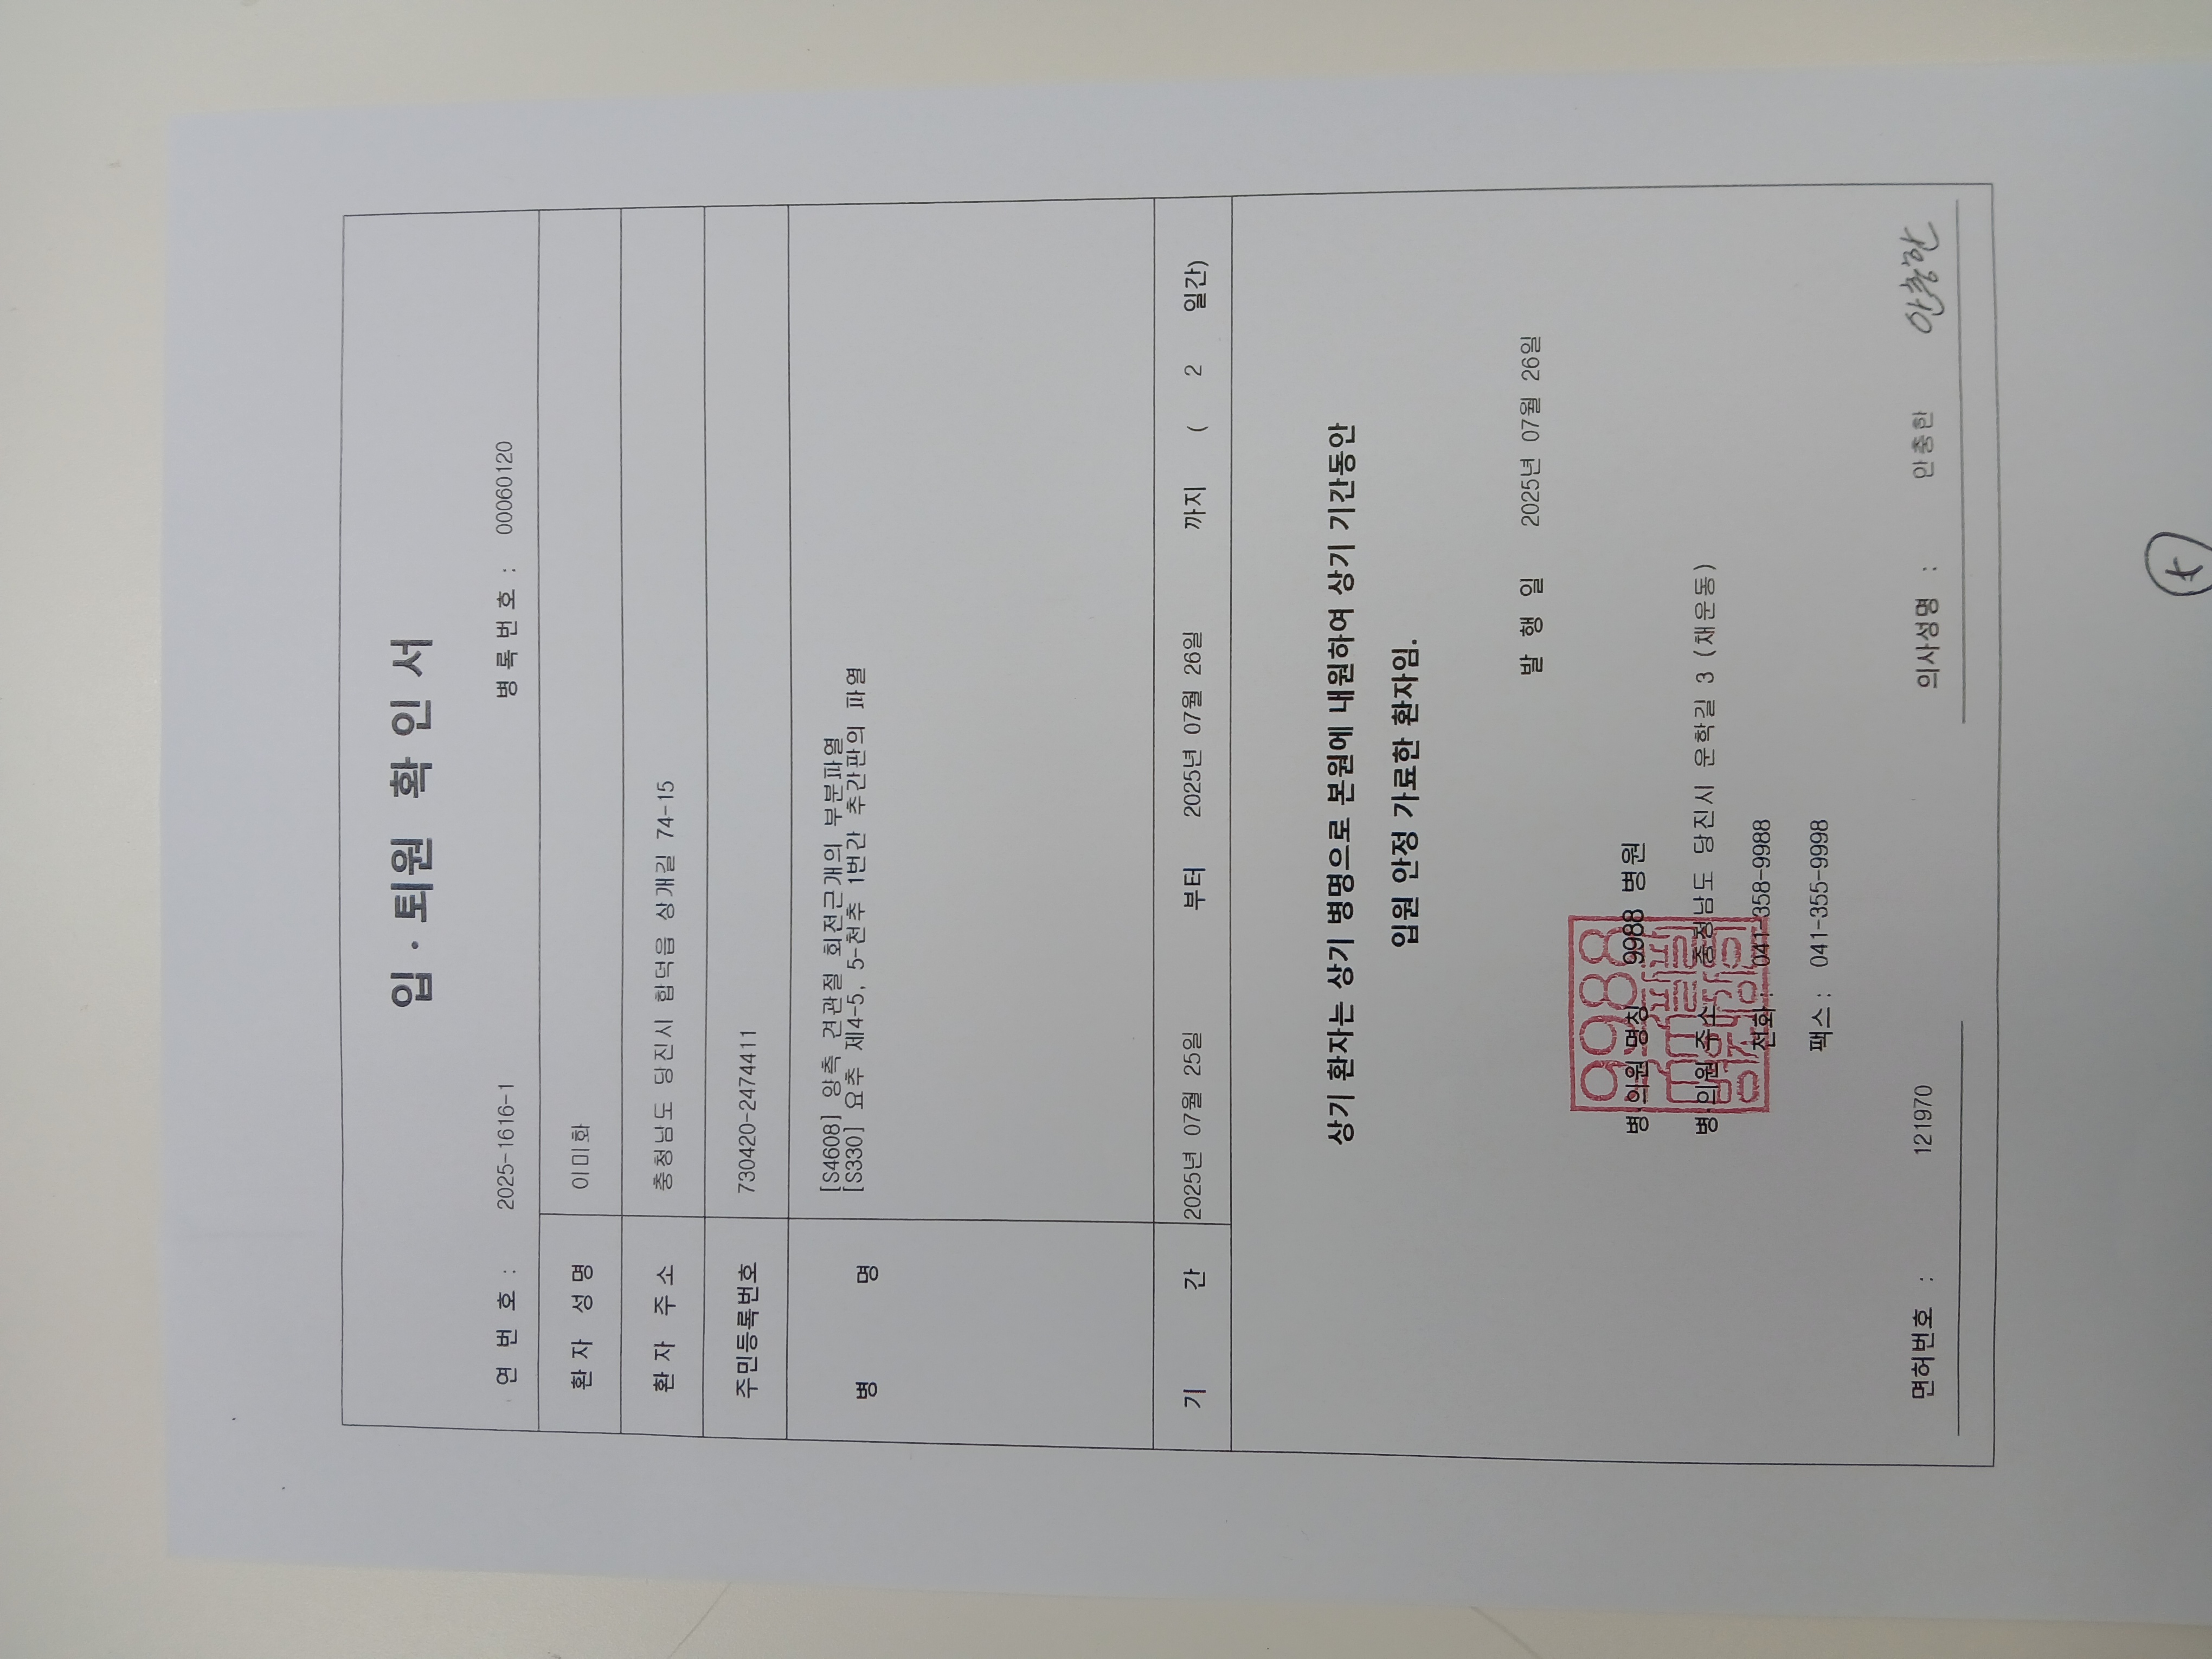 입 · 퇴원 확 인 서
연 번 호 : 2025-1616-1 병 록 번 호 : 00060120
환 자 성 명 이미화
환 자 주 소 충청남도 당진시 합덕읍 상개길 74-15
주민등록번호 730420-2474411
병 명 [S4608] 양측 견관절 회전근개의 부분파열
[S330] 요추 제4-5, 5-천추 1번간 추간판의 파열
기 간 2025년 07월 25일 부터 2025년 07월 26일 까지 ( 2 일간)
상기 환자는 상기 병명으로 본원에 내원하여 상기 기간동안
입원 안정 가료한 환자임.
발 행 일 2025년 07월 26일
병·의원 명칭 9988 병원
병·의원 주소 충청남도 당진시 운학길 3 (채운동)
전화 : 041-358-9988
팩스 : 041-355-9998
9988
면허번호 : 121970 의사성명 : 안충한 안충한